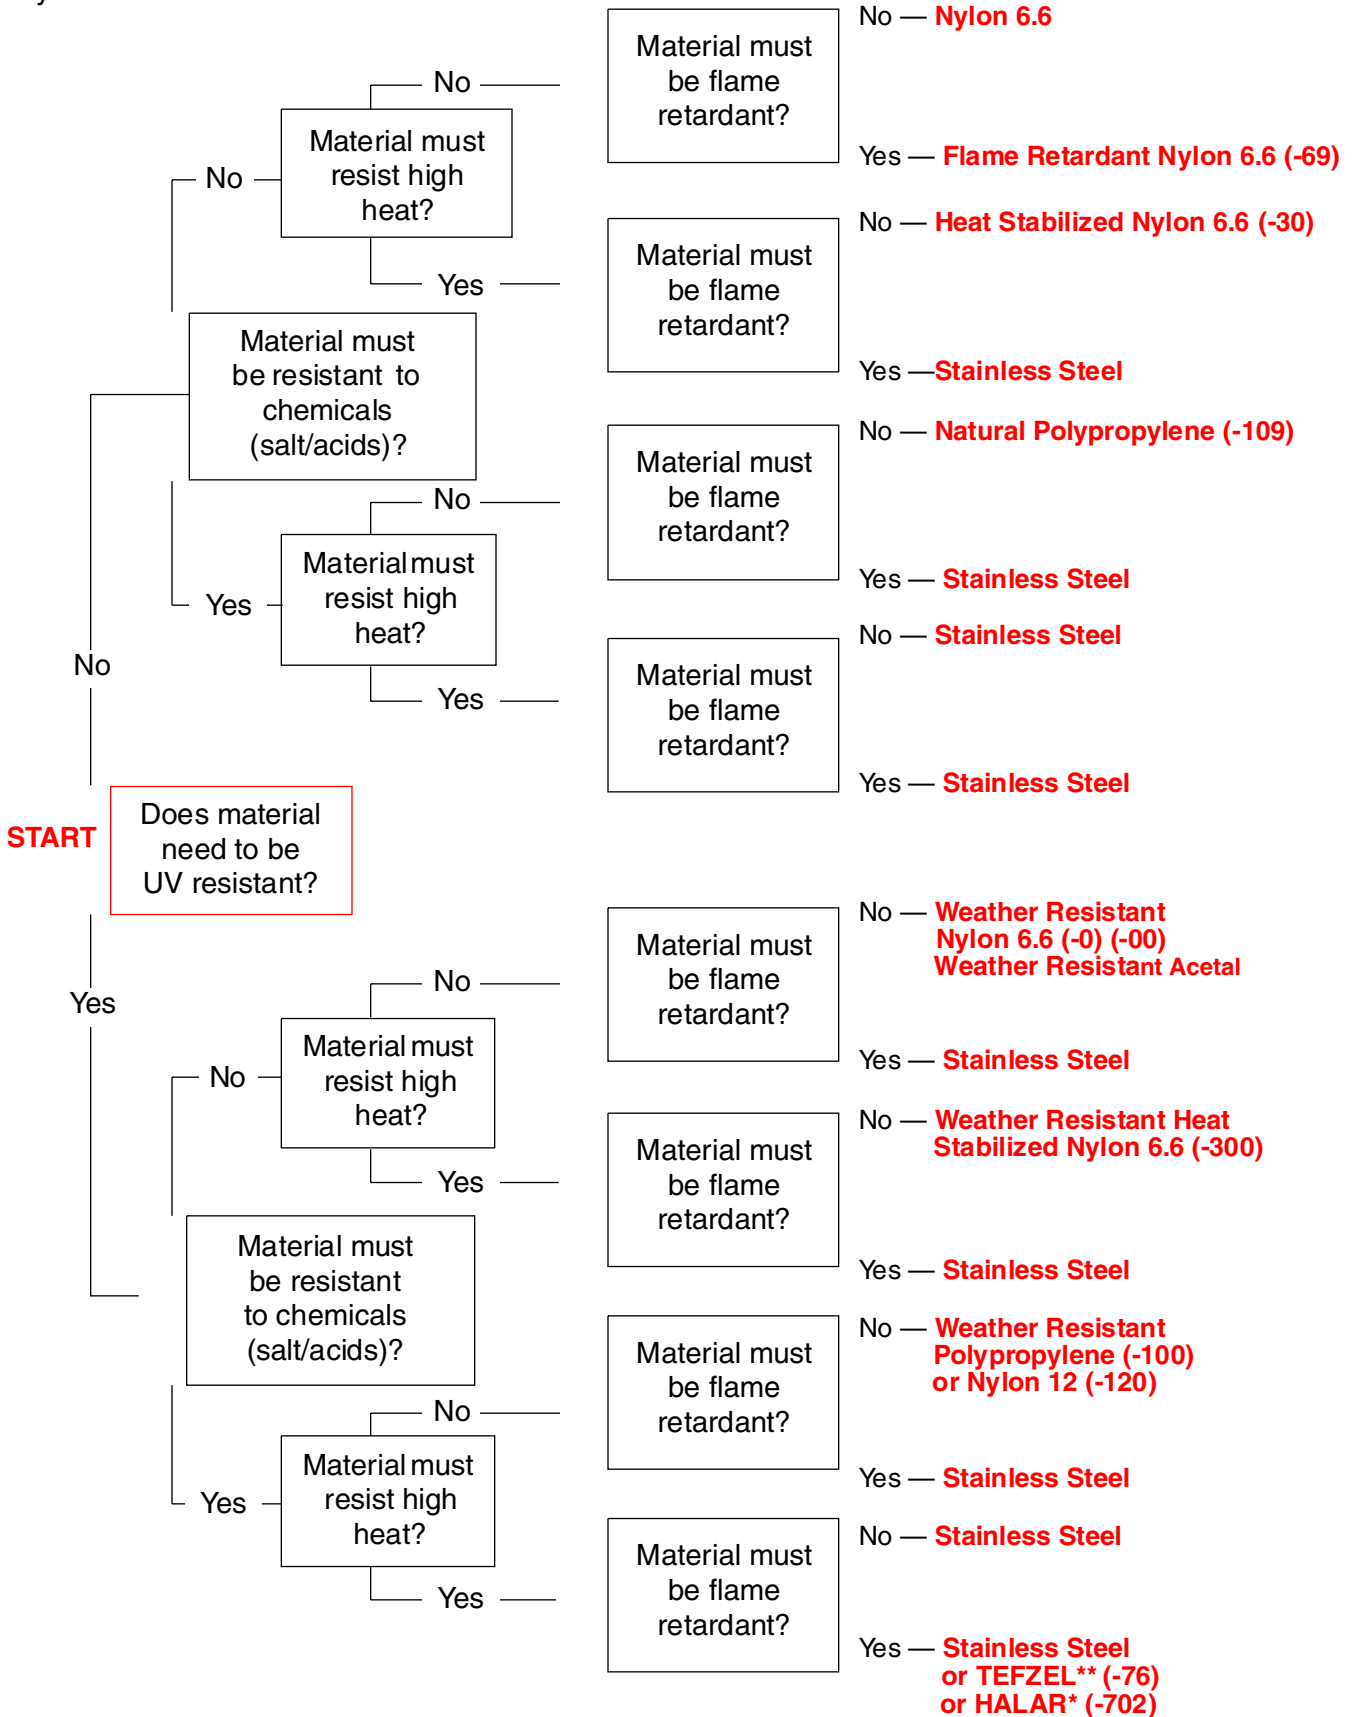 No — Nylon 6.6
Material must
be flame
retardant?
Yes — Flame Retardant Nylon 6.6 (-69)
No
Material must
resist high
heat?
No
Yes
No — Heat Stabilized Nylon 6.6 (-30)
Material must
be flame
retardant?
Yes —Stainless Steel
Material must
be resistant to
chemicals
(salt/acids)?
No — Natural Polypropylene (-109)
Material must
be flame
retardant?
Yes — Stainless Steel
No
Material must
resist high
heat?
Yes
Yes
No — Stainless Steel
Material must
be flame
retardant?
Yes — Stainless Steel
No
START
Does material
need to be
UV resistant?
Yes
No — Weather Resistant
Nylon 6.6 (-0) (-00)
Weather Resistant Acetal
Material must
be flame
retardant?
Yes — Stainless Steel
No
Material must
resist high
heat?
No
Yes
No — Weather Resistant Heat
Stabilized Nylon 6.6 (-300)
Material must
be flame
retardant?
Yes — Stainless Steel
Material must
be resistant
to chemicals
(salt/acids)?
No — Weather Resistant
Polypropylene (-100)
or Nylon 12 (-120)
Material must
be flame
retardant?
Yes — Stainless Steel
No
Material must
resist high
heat?
Yes
Yes
No — Stainless Steel
Material must
be flame
retardant?
Yes — Stainless Steel
or TEFZEL** (-76)
or HALAR* (-702)